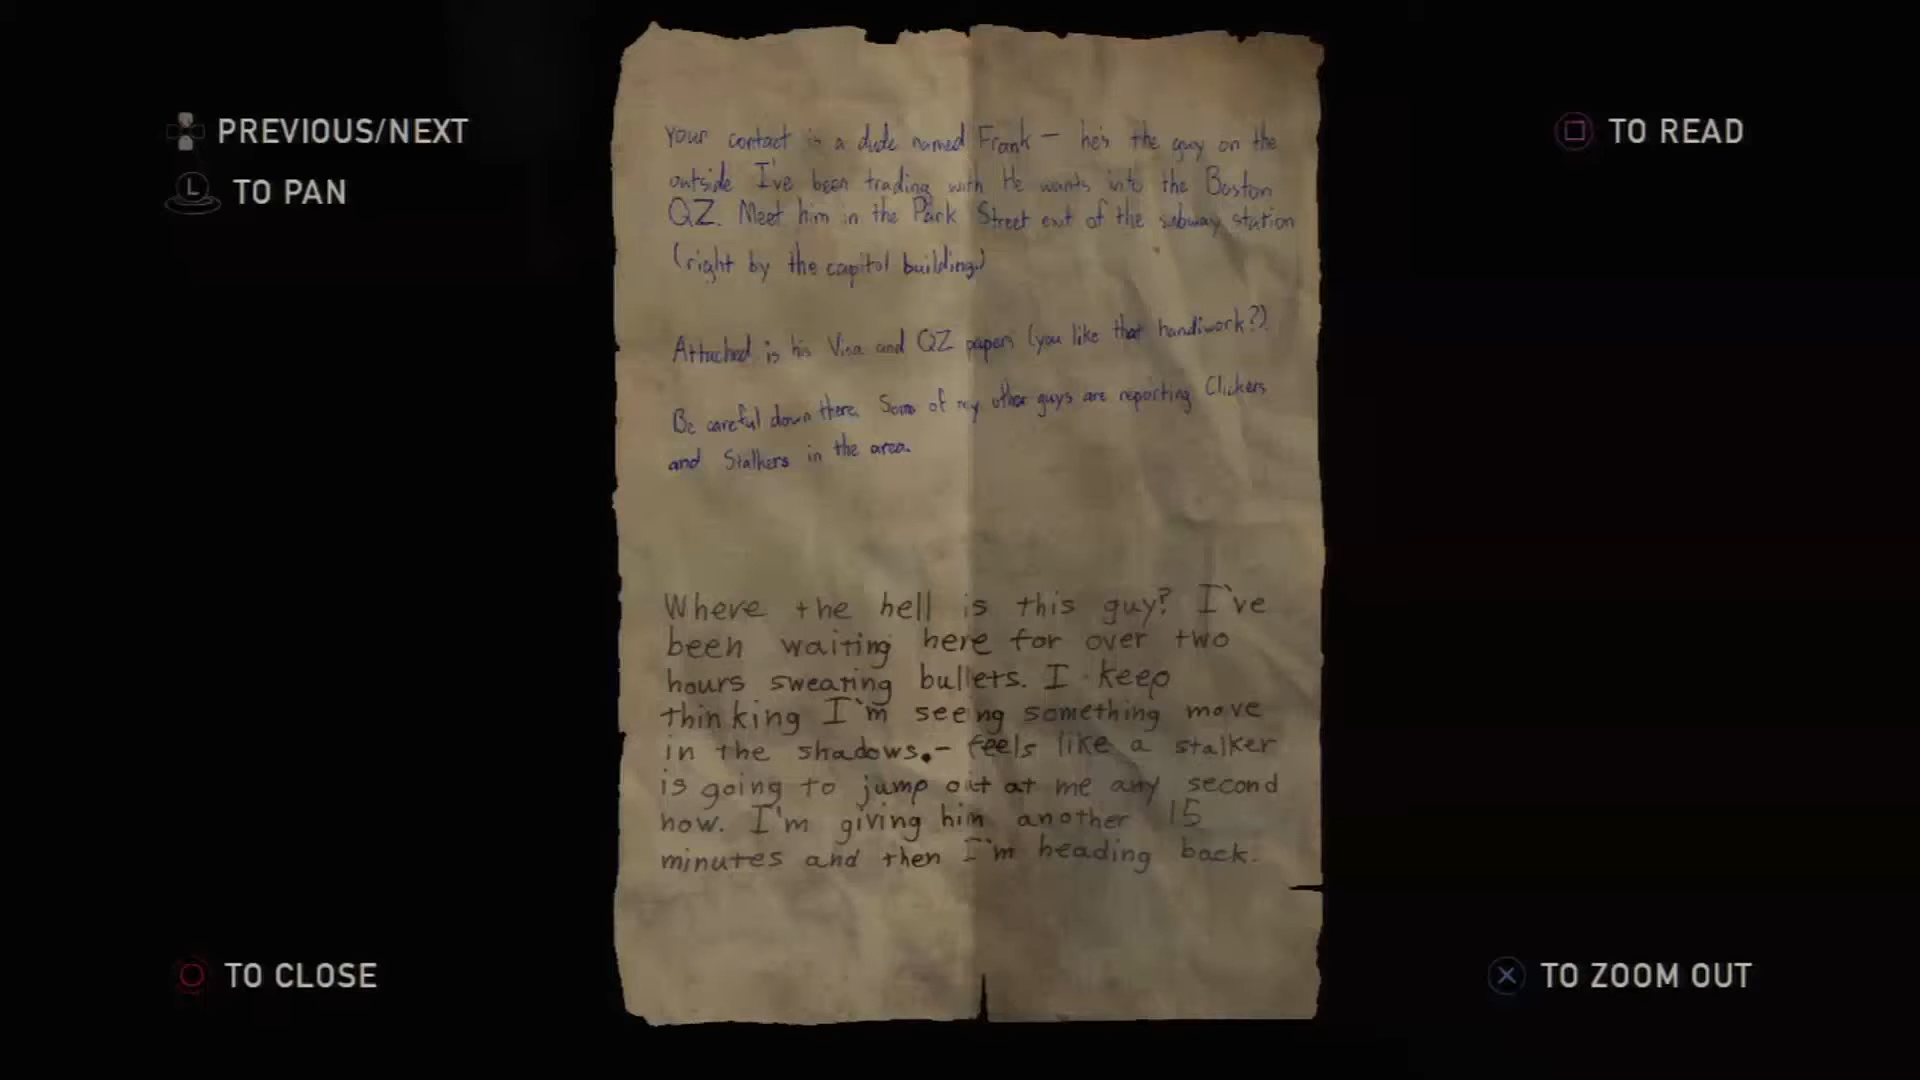 PREVIOUS/NEXT
L TO PAN
TO READ
Your contact is a dude named Frank – he's the guy on the
outside I've been trading with He wants into the Boston
QZ. Meet him in the Park Street exit of the subway station
(right by the capitol building.)
Attached is his Visa and QZ papers (you like that handiwork?).
Be careful down there. Some of my other guys are reporting Clickers
and Stalkers in the area.
Where the hell is this guy? I've
been waiting here for over two
hours swearing bullets. I keep
thinking I'm seeing something move
in the shadows.– feels like a stalker
is going to jump out at me any second
now. I'm giving him another 15
minutes and then I'm heading back.
TO CLOSE
TO ZOOM OUT